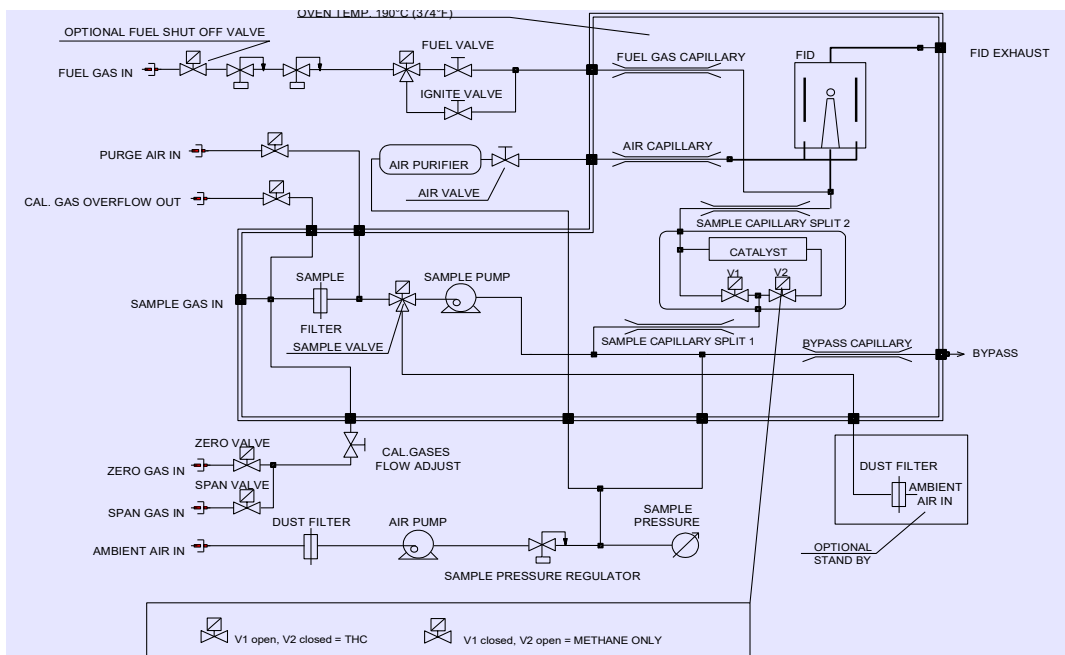 OVEN TEMP. 190°C (374°F)
OPTIONAL FUEL SHUT OFF VALVE
FUEL VALVE
FUEL GAS IN
FUEL GAS CAPILLARY
FID
FID EXHAUST
IGNITE VALVE
PURGE AIR IN
AIR PURIFIER
AIR CAPILLARY
AIR VALVE
CAL. GAS OVERFLOW OUT
SAMPLE CAPILLARY SPLIT 2
CATALYST
V1
V2
SAMPLE
SAMPLE PUMP
SAMPLE GAS IN
FILTER
SAMPLE VALVE
SAMPLE CAPILLARY SPLIT 1
BYPASS CAPILLARY
BYPASS
ZERO VALVE
CAL.GASES
FLOW ADJUST
ZERO GAS IN
SPAN VALVE
SPAN GAS IN
DUST FILTER
AMBIENT
AIR IN
DUST FILTER
AIR PUMP
SAMPLE
PRESSURE
AMBIENT AIR IN
OPTIONAL
STAND BY
SAMPLE PRESSURE REGULATOR
V1 open, V2 closed = THC
V1 closed, V2 open = METHANE ONLY